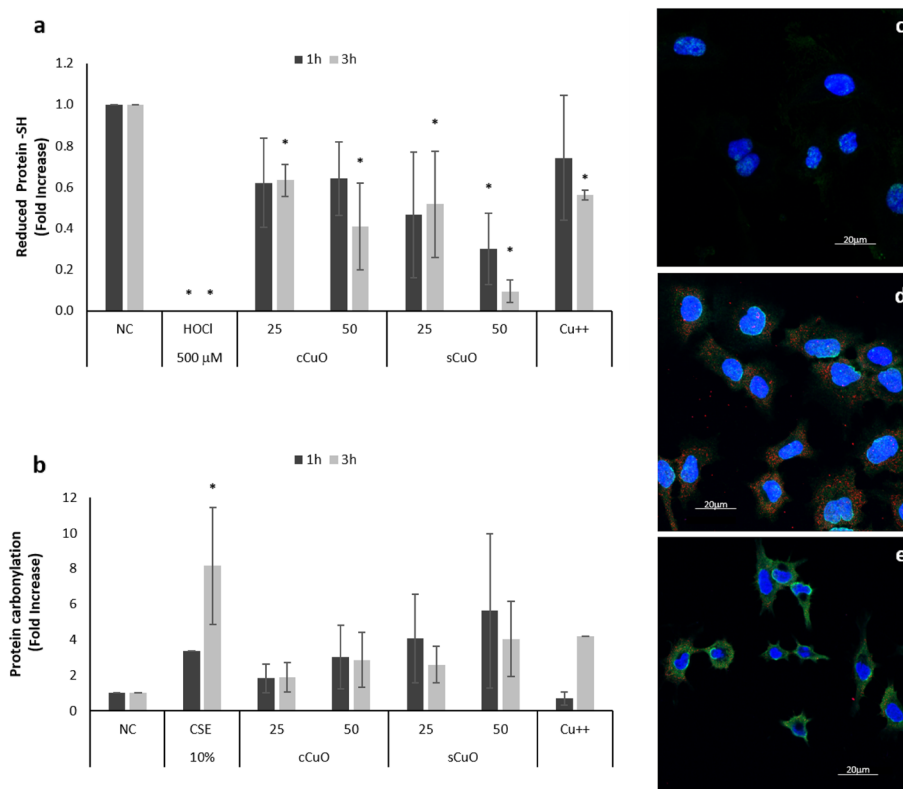 a
1h 3h
Reduced Protein -SH
(Fold Increase)
1.2
1.0
0.8
0.6
0.4
0.2
0.0
* * * * * * * *
NC HOCl 25 50 25 50 Cu++
500 µM cCuO sCuO
b
1h 3h
Protein carbonylation
(Fold Increase)
12
10
8
6
4
2
0
*
NC CSE 25 50 25 50 Cu++
10% cCuO sCuO
c
20µm
d
20µm
e
20µm